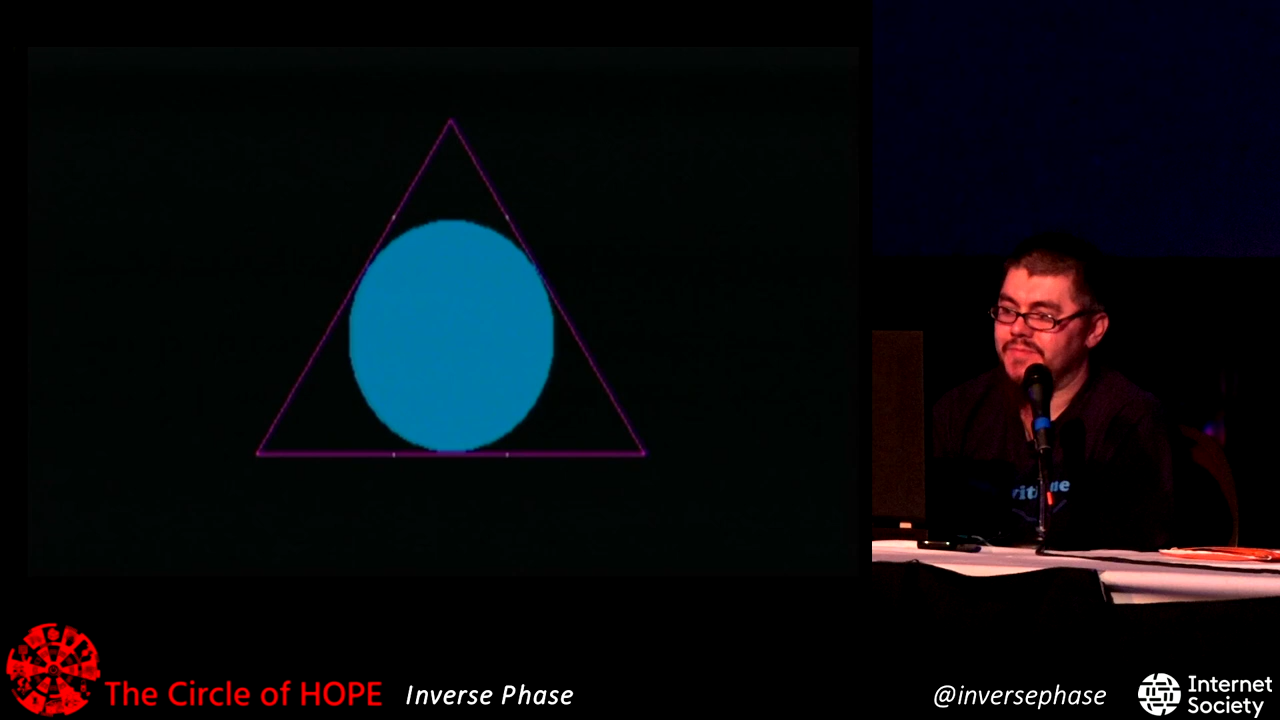 The Circle of HOPE
Inverse Phase
@inversephase
Internet
Society